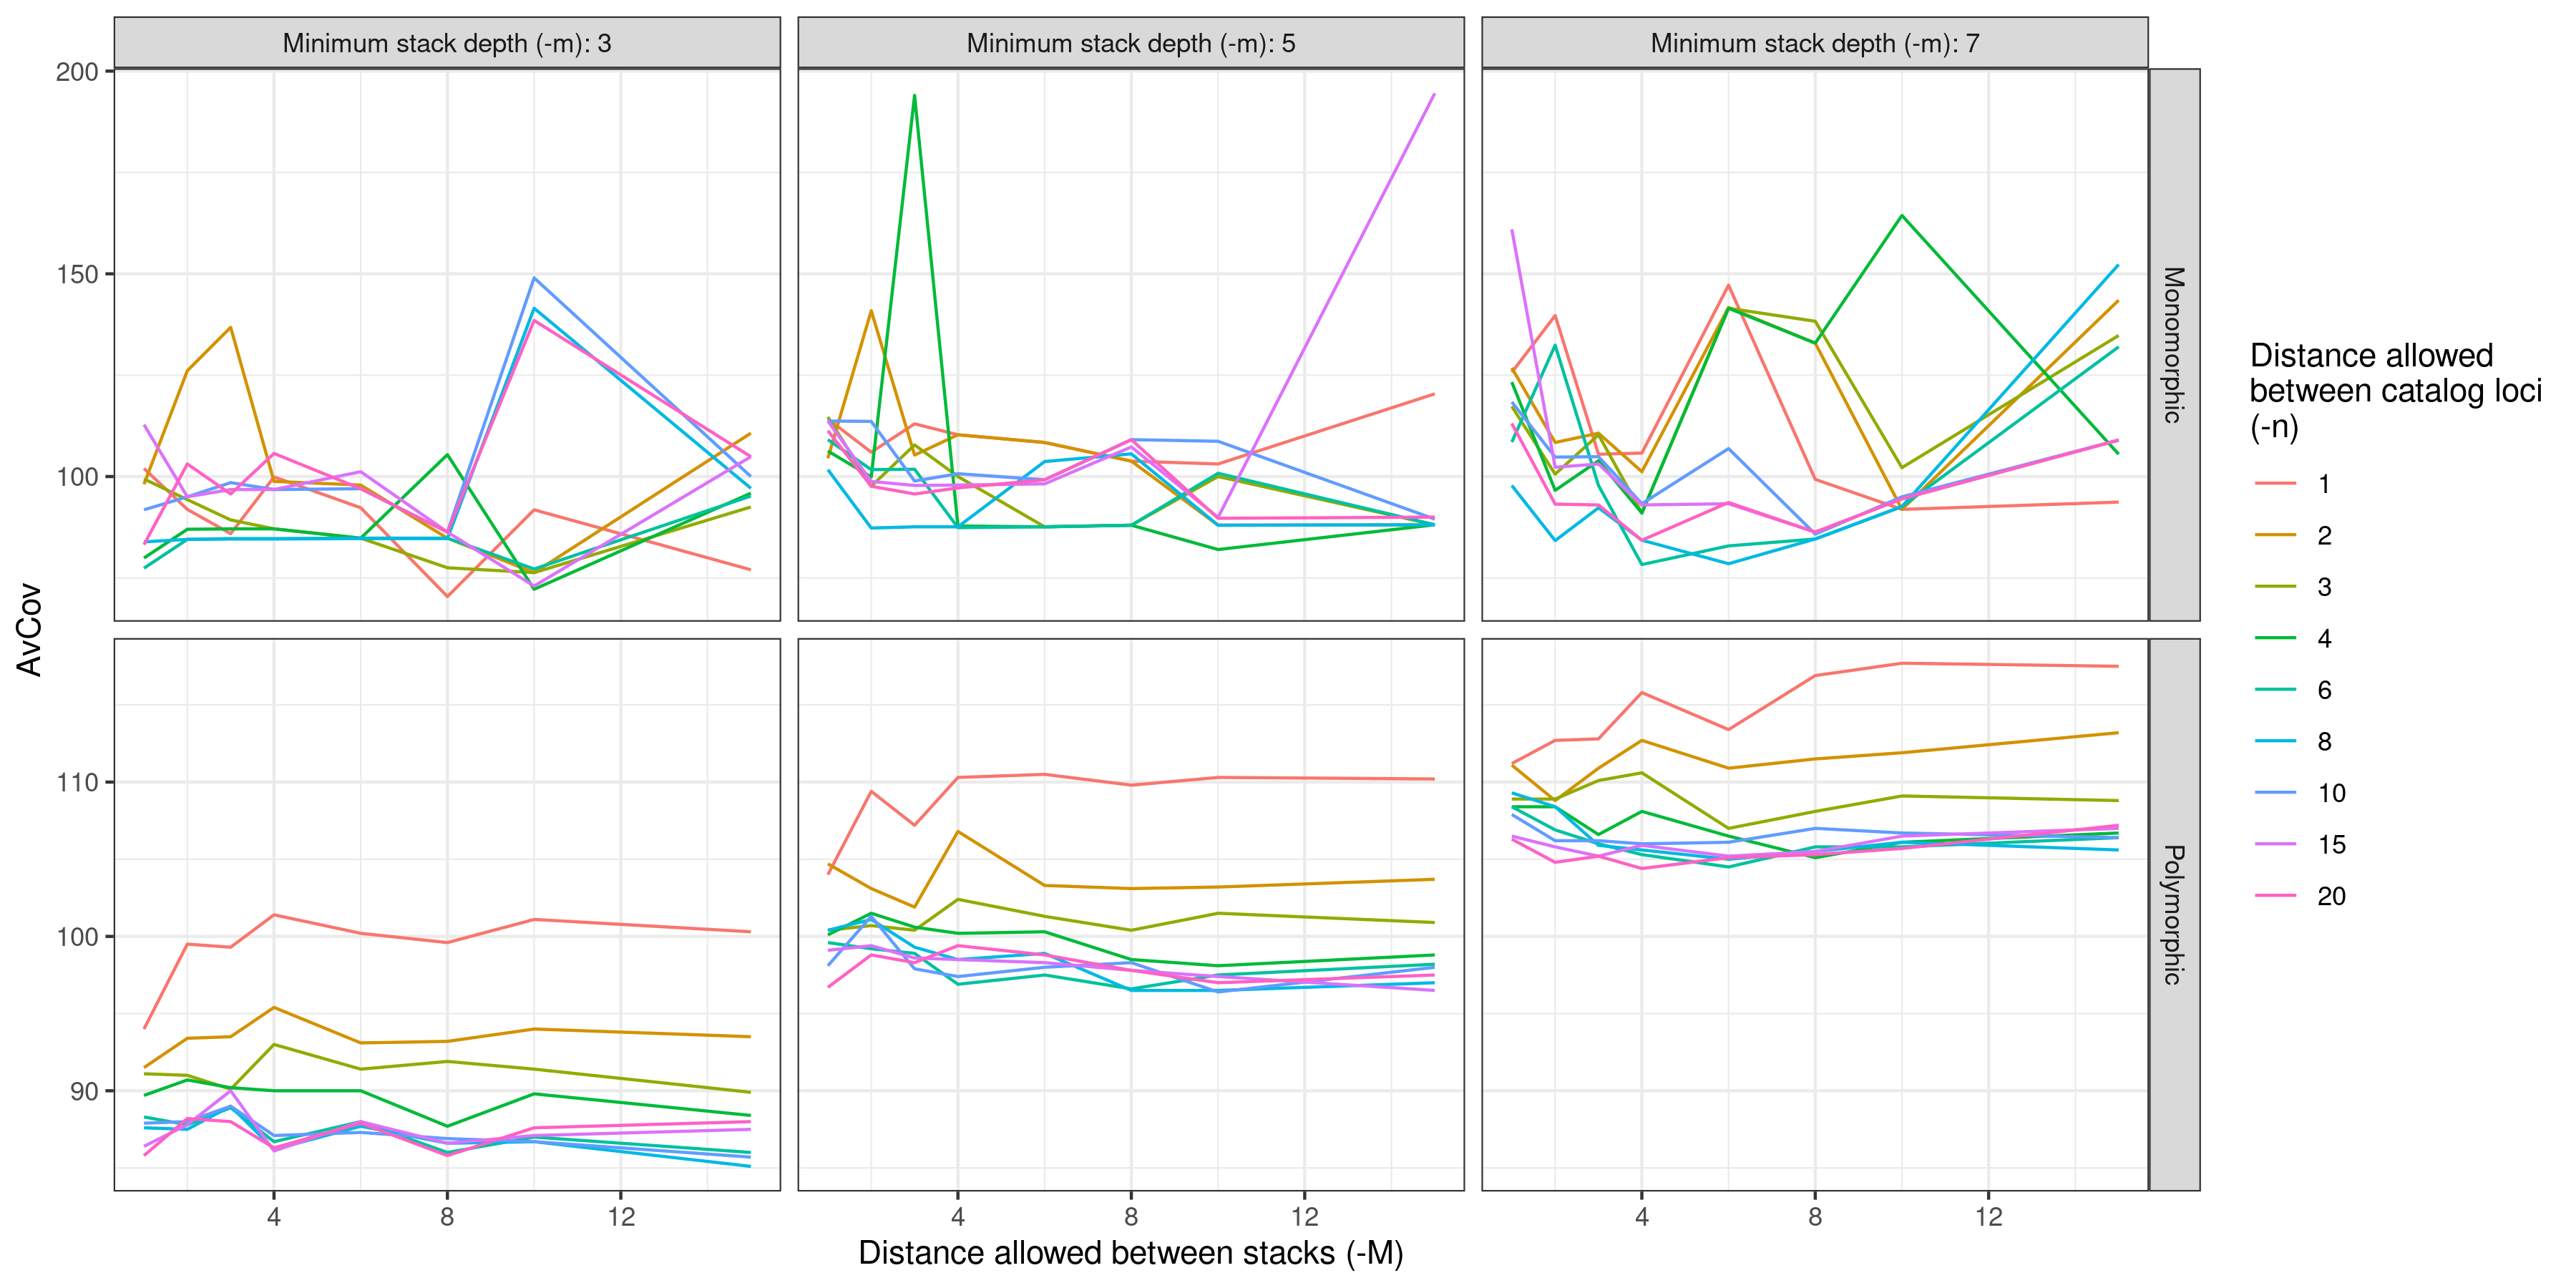 Minimum stack depth (-m): 3
Minimum stack depth (-m): 5
Minimum stack depth (-m): 7
200
150
100
Monomorphic
AvCov
110
100
90
Polymorphic
4
8
12
4
8
12
4
8
12
Distance allowed between stacks (-M)
Distance allowed
between catalog loci
(-n)
1
2
3
4
6
8
10
15
20